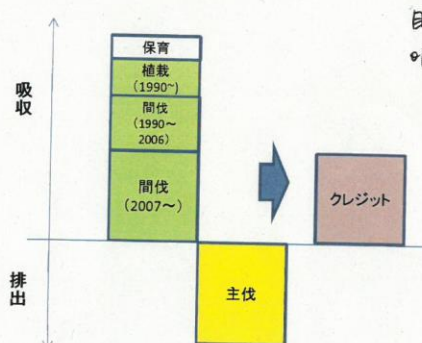 保育
植栽
(1990~)
間伐
(1990～
2006)
間伐
(2007～)
吸収
クレジット
主伐
排出